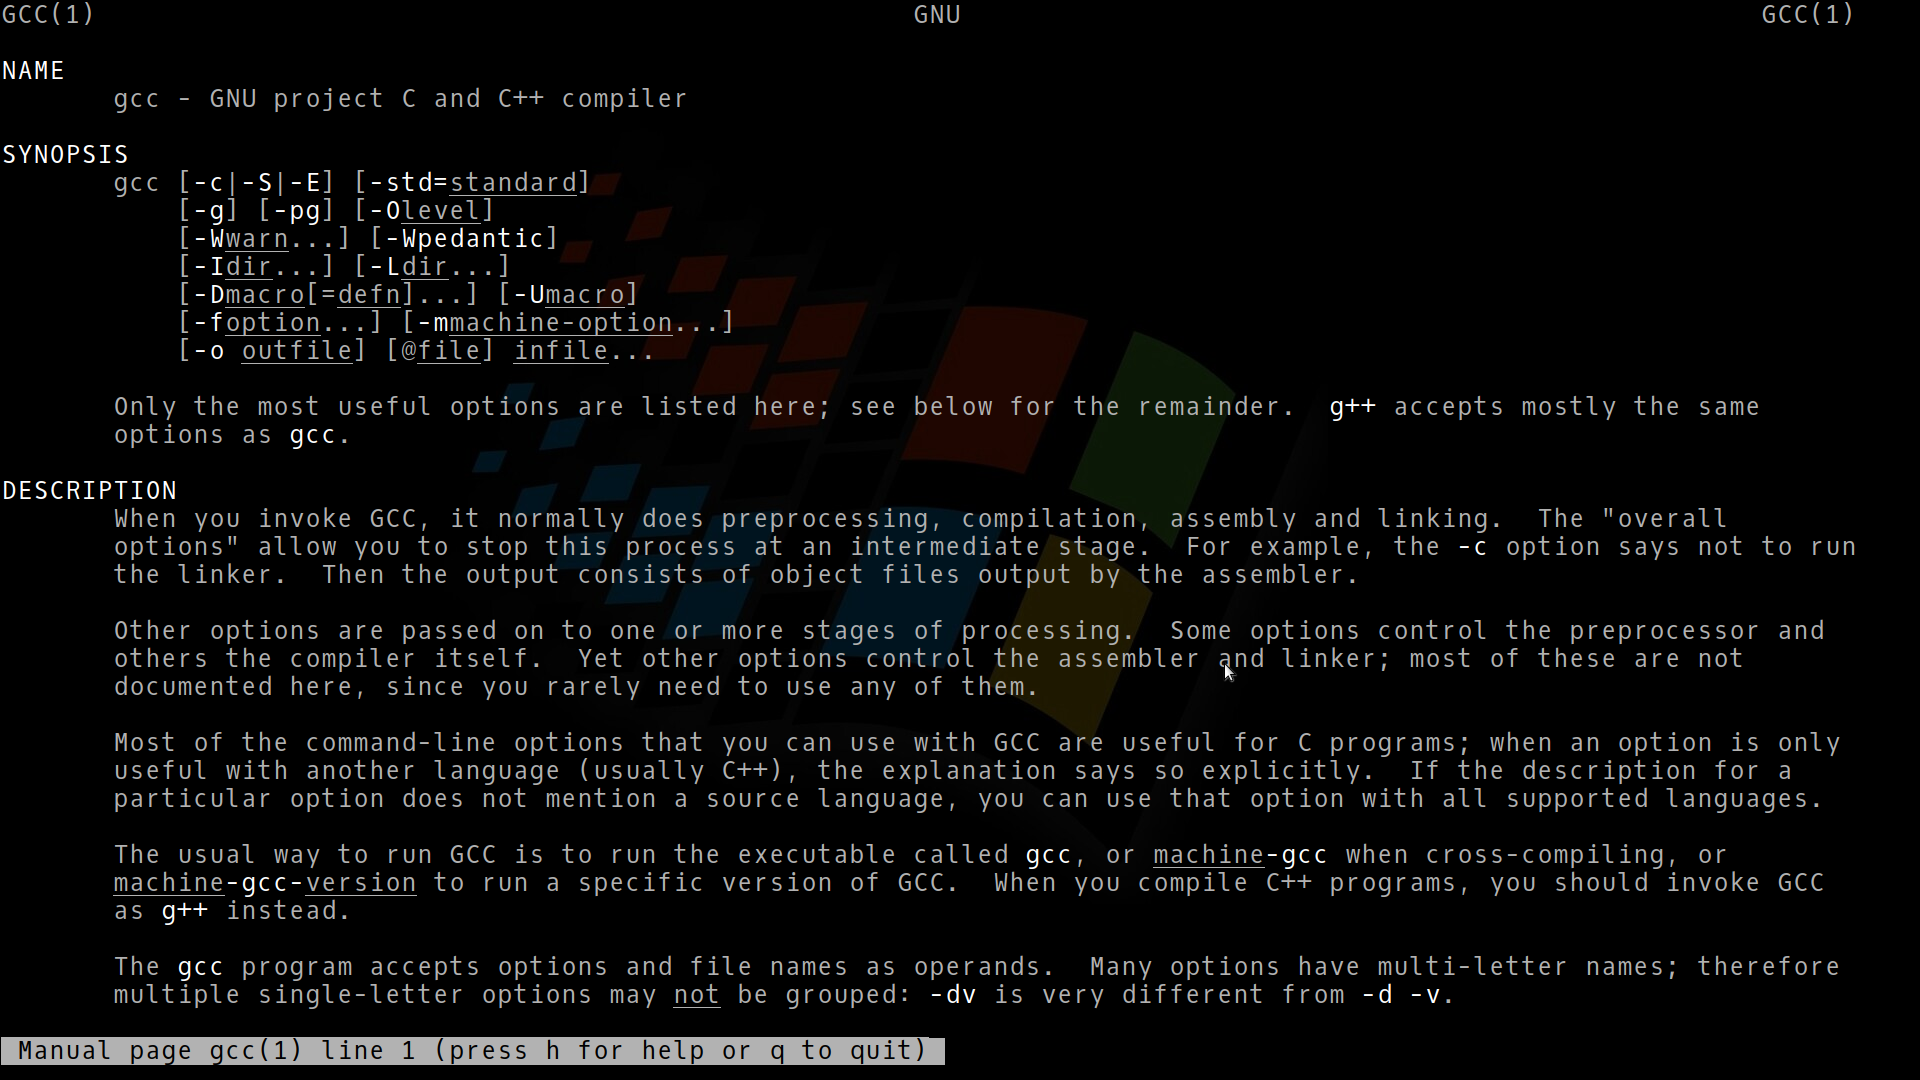 GCC(1) GNU GCC(1)
NAME
gcc - GNU project C and C++ compiler
SYNOPSIS
gcc [-c|-S|-E] [-std=standard]
[-g] [-pg] [-Olevel]
[-Wwarn...] [-Wpedantic]
[-Idir...] [-Ldir...]
[-Dmacro[=defn]...] [-Umacro]
[-foption...] [-mmachine-option...]
[-o outfile] [@file] infile...
Only the most useful options are listed here; see below for the remainder.  g++ accepts mostly the same
options as gcc.
DESCRIPTION
When you invoke GCC, it normally does preprocessing, compilation, assembly and linking.  The "overall
options" allow you to stop this process at an intermediate stage.  For example, the -c option says not to run
the linker.  Then the output consists of object files output by the assembler.
Other options are passed on to one or more stages of processing.  Some options control the preprocessor and
others the compiler itself.  Yet other options control the assembler and linker; most of these are not
documented here, since you rarely need to use any of them.
Most of the command-line options that you can use with GCC are useful for C programs; when an option is only
useful with another language (usually C++), the explanation says so explicitly.  If the description for a
particular option does not mention a source language, you can use that option with all supported languages.
The usual way to run GCC is to run the executable called gcc, or machine-gcc when cross-compiling, or
machine-gcc-version to run a specific version of GCC.  When you compile C++ programs, you should invoke GCC
as g++ instead.
The gcc program accepts options and file names as operands.  Many options have multi-letter names; therefore
multiple single-letter options may not be grouped: -dv is very different from -d -v.
Manual page gcc(1) line 1 (press h for help or q to quit)